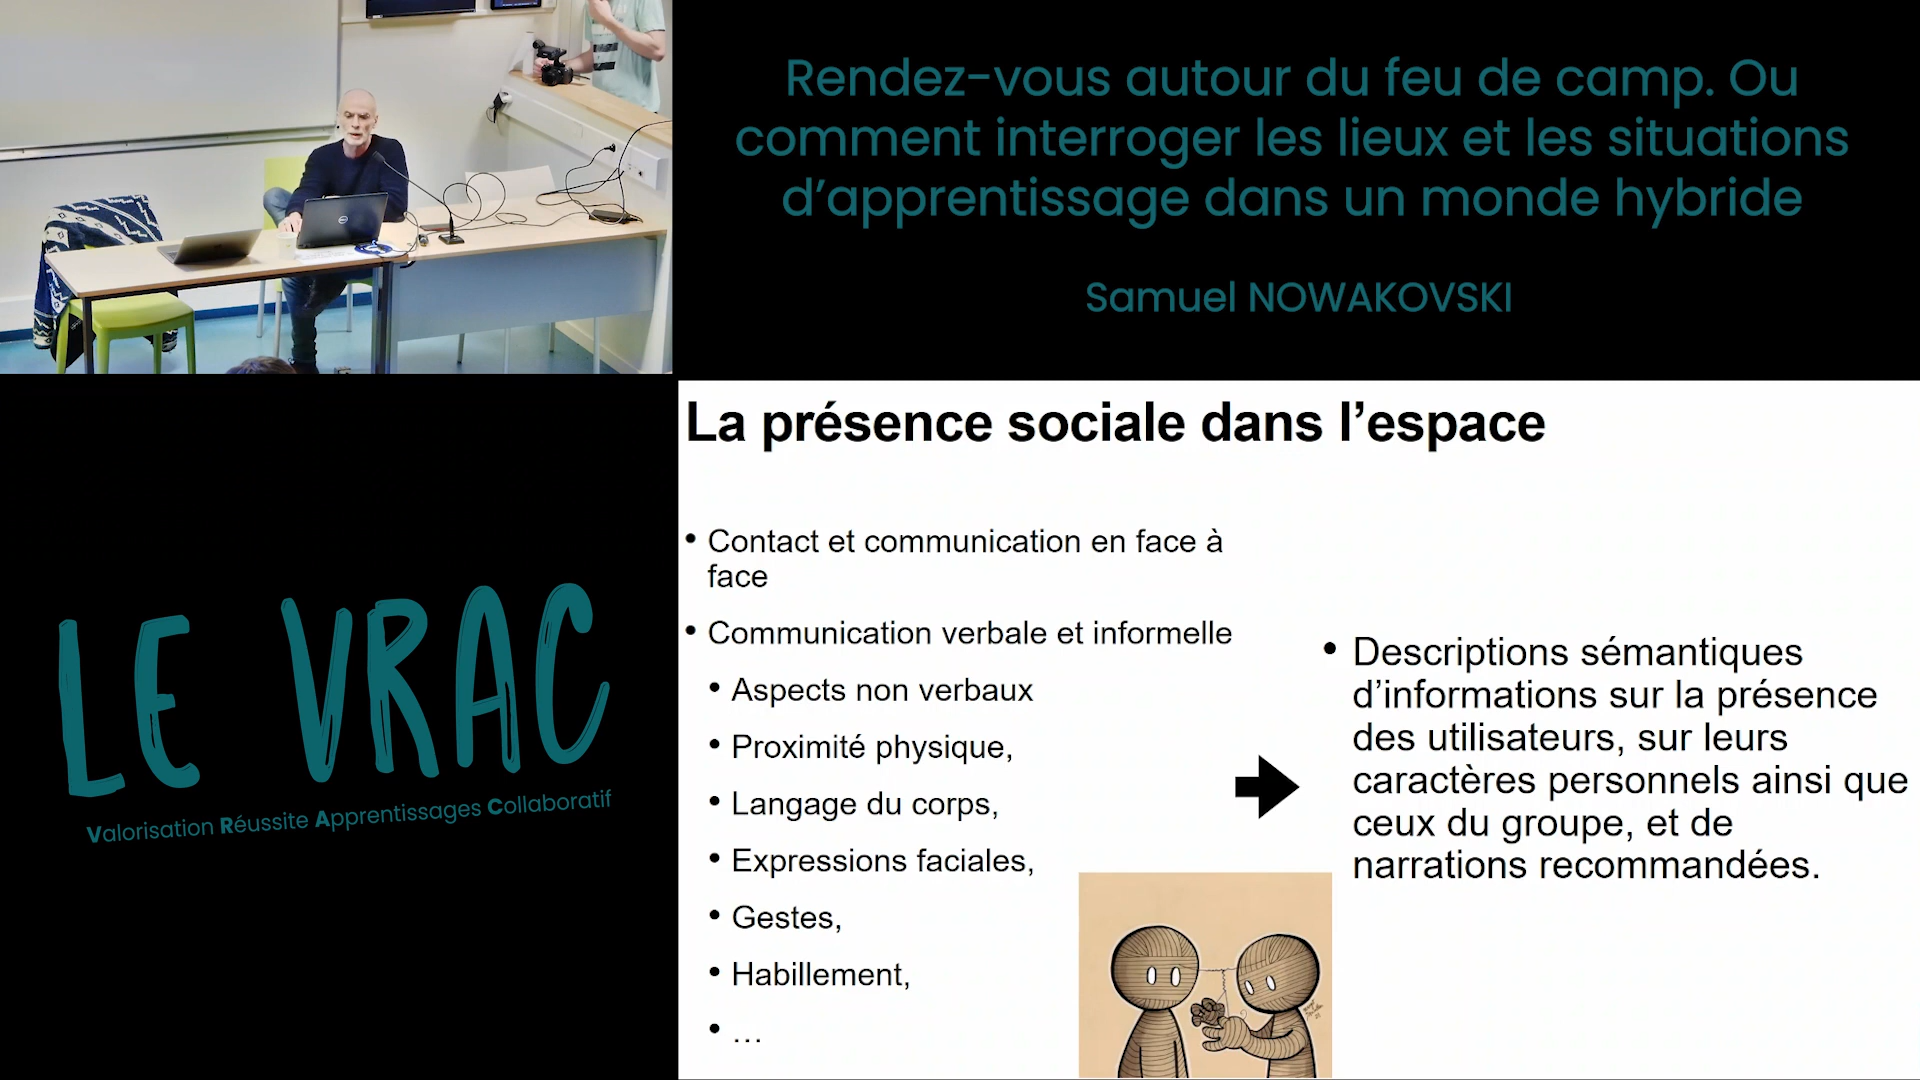 Rendez-vous autour du feu de camp. Ou
comment interroger les lieux et les situations
d’apprentissage dans un monde hybride
Samuel NOWAKOVSKI
LE VRAC
Valorisation Réussite Apprentissages Collaboratif
La présence sociale dans l’espace
• Contact et communication en face à
face
• Communication verbale et informelle
• Aspects non verbaux
• Proximité physique,
• Langage du corps,
• Expressions faciales,
• Gestes,
• Habillement,
• …
• Descriptions sémantiques
d’informations sur la présence
des utilisateurs, sur leurs
caractères personnels ainsi que
ceux du groupe, et de
narrations recommandées.